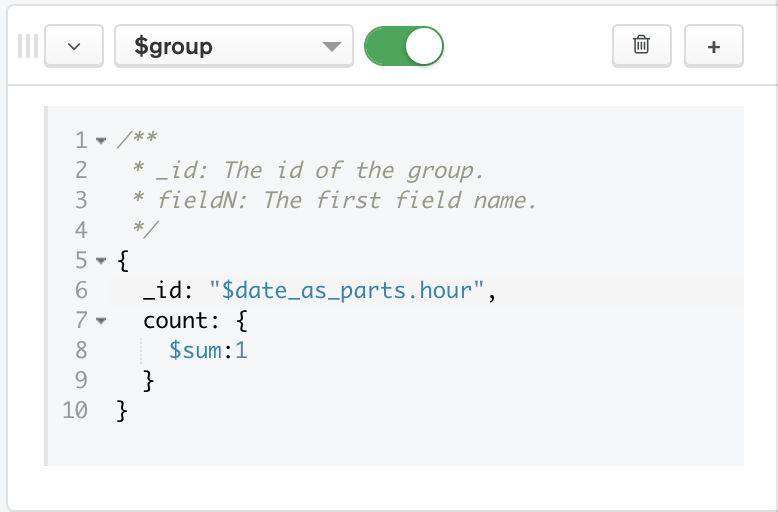 $group
+
1 /**
2 * _id: The id of the group.
3 * fieldN: The first field name.
4 */
5 {
6 _id: "$date_as_parts.hour",
7 count: {
8 $sum:1
9 }
10 }